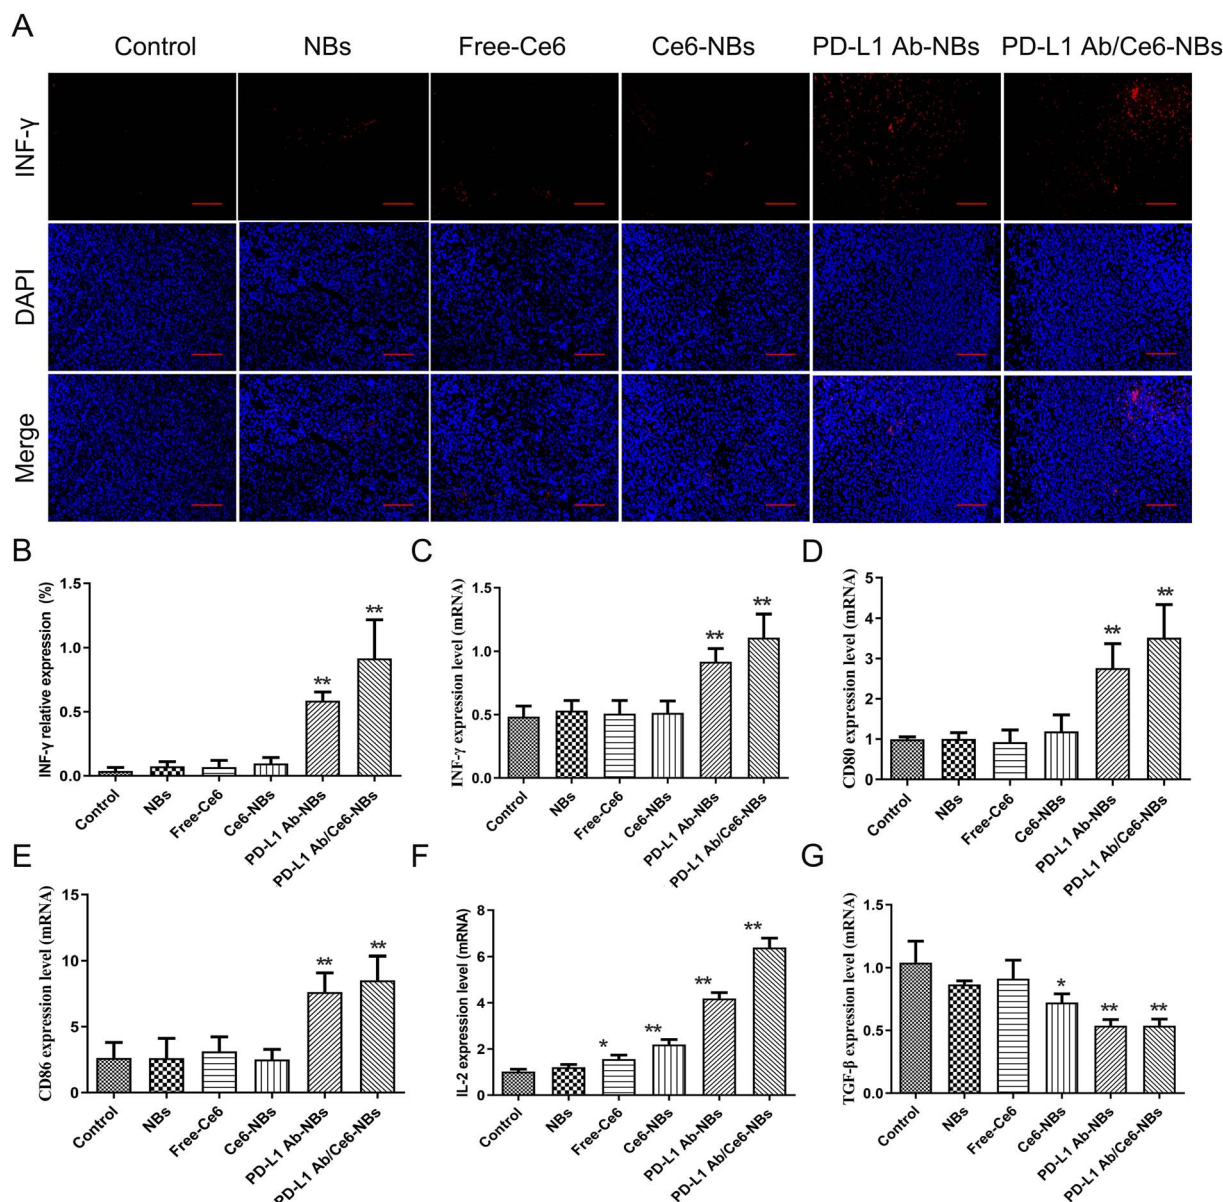 A
Control NBs Free-Ce6 Ce6-NBs PD-L1 Ab-NBs PD-L1 Ab/Ce6-NBs
INF-γ
DAPI
Merge
B
INF-γ relative expression (%)
1.5
1.0
0.5
0.0
** **
Control NBs Free-Ce6 Ce6-NBs PD-L1 Ab-NBs PD-L1 Ab/Ce6-NBs
C
INF-γ expression level (mRNA)
1.5
1.0
0.5
0.0
** **
Control NBs Free-Ce6 Ce6-NBs PD-L1 Ab-NBs PD-L1 Ab/Ce6-NBs
D
CD80 expression level (mRNA)
5
4
3
2
1
0
** **
Control NBs Free-Ce6 Ce6-NBs PD-L1 Ab-NBs PD-L1 Ab/Ce6-NBs
E
CD86 expression level (mRNA)
15
10
5
0
** **
Control NBs Free-Ce6 Ce6-NBs PD-L1 Ab-NBs PD-L1 Ab/Ce6-NBs
F
IL-2 expression level (mRNA)
8
6
4
2
0
* ** ** **
Control NBs Free-Ce6 Ce6-NBs PD-L1 Ab-NBs PD-L1 Ab/Ce6-NBs
G
TGF-β expression level (mRNA)
1.5
1.0
0.5
0.0
* ** **
Control NBs Free-Ce6 Ce6-NBs PD-L1 Ab-NBs PD-L1 Ab/Ce6-NBs